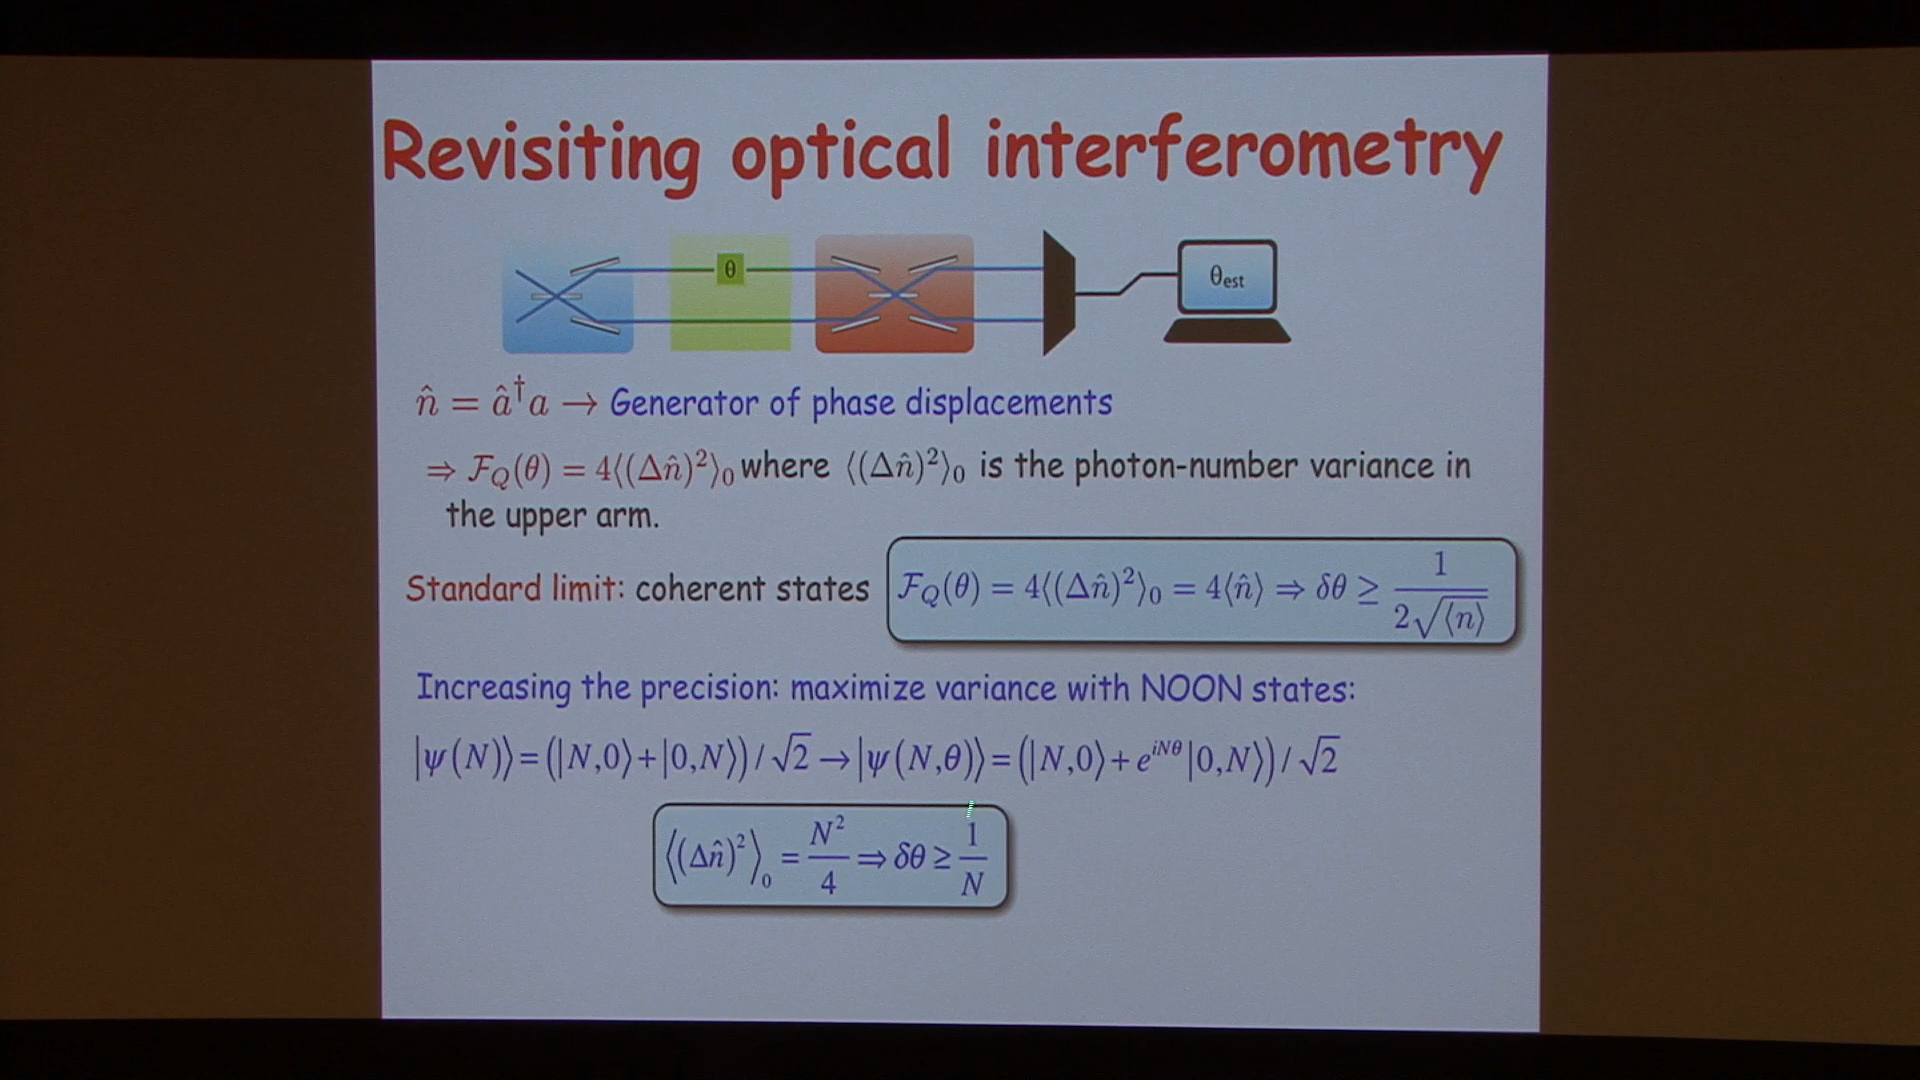 Revisiting optical interferometry
θ
θest
n̂ = â†a → Generator of phase displacements
⇒ ℱQ(θ) = 4⟨(Δn̂)²⟩₀ where ⟨(Δn̂)²⟩₀ is the photon-number variance in
the upper arm.
Standard limit: coherent states ℱQ(θ) = 4⟨(Δn̂)²⟩₀ = 4⟨n̂⟩ ⇒ δθ ≥ 1/(2√⟨n⟩)
Increasing the precision: maximize variance with NOON states:
|ψ(N)⟩=(|N,0⟩+|0,N⟩)/√2→|ψ(N,θ)⟩=(|N,0⟩+e^{iNθ}|0,N⟩)/√2
⟨(Δn̂)²⟩₀ = N²/4 ⇒ δθ ≥ 1/N